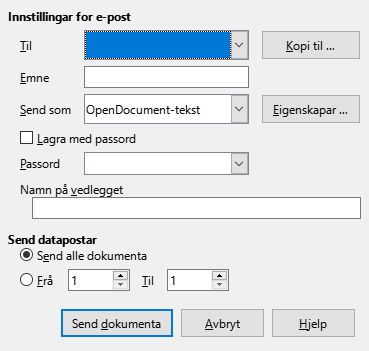 Innstillingar for e-post
Til
Kopi til ...
Emne
Send som
OpenDocument-tekst
Eigenskapar ...
Lagra med passord
Passord
Namn på vedlegget
Send datapostar
Send alle dokumenta
Frå 1 Til 1
Send dokumenta Avbryt Hjelp